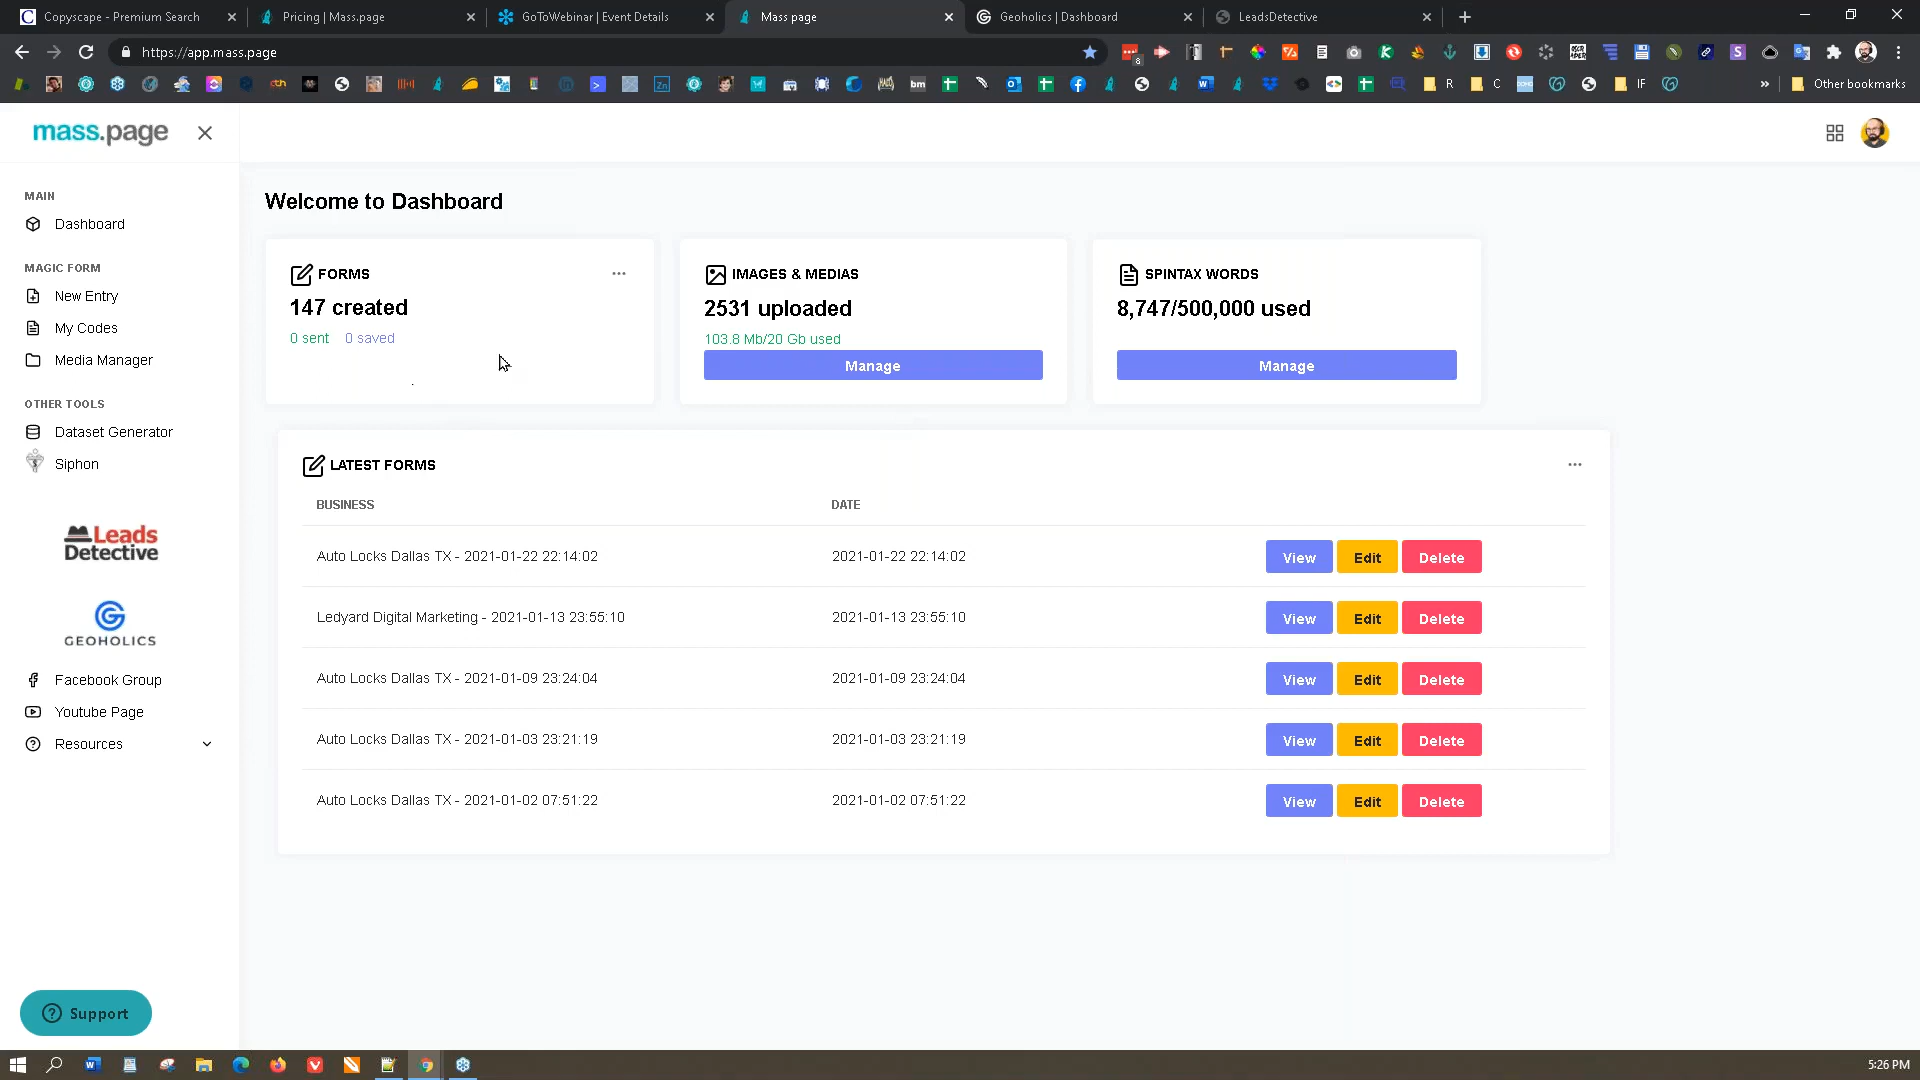 Copyscape - Premium Search
Pricing | Mass.page
GoToWebinar | Event Details
Mass page
Geoholics | Dashboard
LeadsDetective
https://app.mass.page
8
bm
R
C
IF
Other bookmarks
mass.page
MAIN
Dashboard
MAGIC FORM
New Entry
My Codes
Media Manager
OTHER TOOLS
Dataset Generator
Siphon
Leads
Detective
GEOHOLICS
Facebook Group
Youtube Page
Resources
Support
Welcome to Dashboard
FORMS
147 created
0 sent 0 saved
IMAGES & MEDIAS
2531 uploaded
103.8 Mb/20 Gb used
Manage
SPINTAX WORDS
8,747/500,000 used
Manage
LATEST FORMS
BUSINESS DATE
Auto Locks Dallas TX - 2021-01-22 22:14:02 2021-01-22 22:14:02 View Edit Delete
Ledyard Digital Marketing - 2021-01-13 23:55:10 2021-01-13 23:55:10 View Edit Delete
Auto Locks Dallas TX - 2021-01-09 23:24:04 2021-01-09 23:24:04 View Edit Delete
Auto Locks Dallas TX - 2021-01-03 23:21:19 2021-01-03 23:21:19 View Edit Delete
Auto Locks Dallas TX - 2021-01-02 07:51:22 2021-01-02 07:51:22 View Edit Delete
5:26 PM